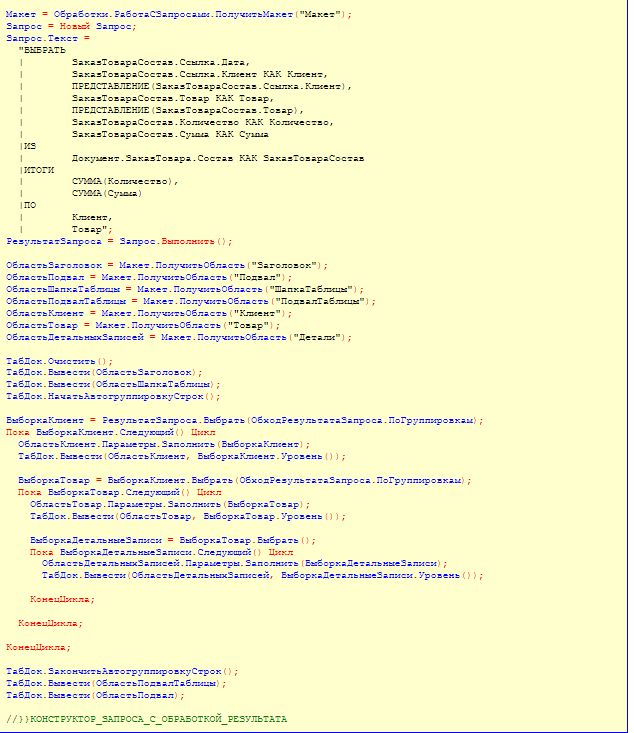 Макет = Обработки.РаботаСЗапросами.ПолучитьМакет("Макет");
Запрос = Новый Запрос;
Запрос.Текст =
"ВЫБРАТЬ
|	ЗаказТовараСостав.Ссылка.Дата,
|	ЗаказТовараСостав.Ссылка.Клиент КАК Клиент,
|	ПРЕДСТАВЛЕНИЕ(ЗаказТовараСостав.Ссылка.Клиент),
|	ЗаказТовараСостав.Товар КАК Товар,
|	ПРЕДСТАВЛЕНИЕ(ЗаказТовараСостав.Товар),
|	ЗаказТовараСостав.Количество КАК Количество,
|	ЗаказТовараСостав.Сумма КАК Сумма
|ИЗ
|	Документ.ЗаказТовара.Состав КАК ЗаказТовараСостав
|ИТОГИ
|	СУММА(Количество),
|	СУММА(Сумма)
|ПО
|	Клиент,
|	Товар";
РезультатЗапроса = Запрос.Выполнить();
ОбластьЗаголовок = Макет.ПолучитьОбласть("Заголовок");
ОбластьПодвал = Макет.ПолучитьОбласть("Подвал");
ОбластьШапкаТаблицы = Макет.ПолучитьОбласть("ШапкаТаблицы");
ОбластьПодвалТаблицы = Макет.ПолучитьОбласть("ПодвалТаблицы");
ОбластьКлиент = Макет.ПолучитьОбласть("Клиент");
ОбластьТовар = Макет.ПолучитьОбласть("Товар");
ОбластьДетальныхЗаписей = Макет.ПолучитьОбласть("Детали");
ТабДок.Очистить();
ТабДок.Вывести(ОбластьЗаголовок);
ТабДок.Вывести(ОбластьШапкаТаблицы);
ТабДок.НачатьАвтогруппировкуСтрок();
ВыборкаКлиент = РезультатЗапроса.Выбрать(ОбходРезультатаЗапроса.ПоГруппировкам);
Пока ВыборкаКлиент.Следующий() Цикл
ОбластьКлиент.Параметры.Заполнить(ВыборкаКлиент);
ТабДок.Вывести(ОбластьКлиент, ВыборкаКлиент.Уровень());
ВыборкаТовар = ВыборкаКлиент.Выбрать(ОбходРезультатаЗапроса.ПоГруппировкам);
Пока ВыборкаТовар.Следующий() Цикл
ОбластьТовар.Параметры.Заполнить(ВыборкаТовар);
ТабДок.Вывести(ОбластьТовар, ВыборкаТовар.Уровень());
ВыборкаДетальныеЗаписи = ВыборкаТовар.Выбрать();
Пока ВыборкаДетальныеЗаписи.Следующий() Цикл
ОбластьДетальныхЗаписей.Параметры.Заполнить(ВыборкаДетальныеЗаписи);
ТабДок.Вывести(ОбластьДетальныхЗаписей, ВыборкаДетальныеЗаписи.Уровень());
КонецЦикла;
КонецЦикла;
КонецЦикла;
ТабДок.ЗакончитьАвтогруппировкуСтрок();
ТабДок.Вывести(ОбластьПодвалТаблицы);
ТабДок.Вывести(ОбластьПодвал);
//}}КОНСТРУКТОР_ЗАПРОСА_С_ОБРАБОТКОЙ_РЕЗУЛЬТАТА